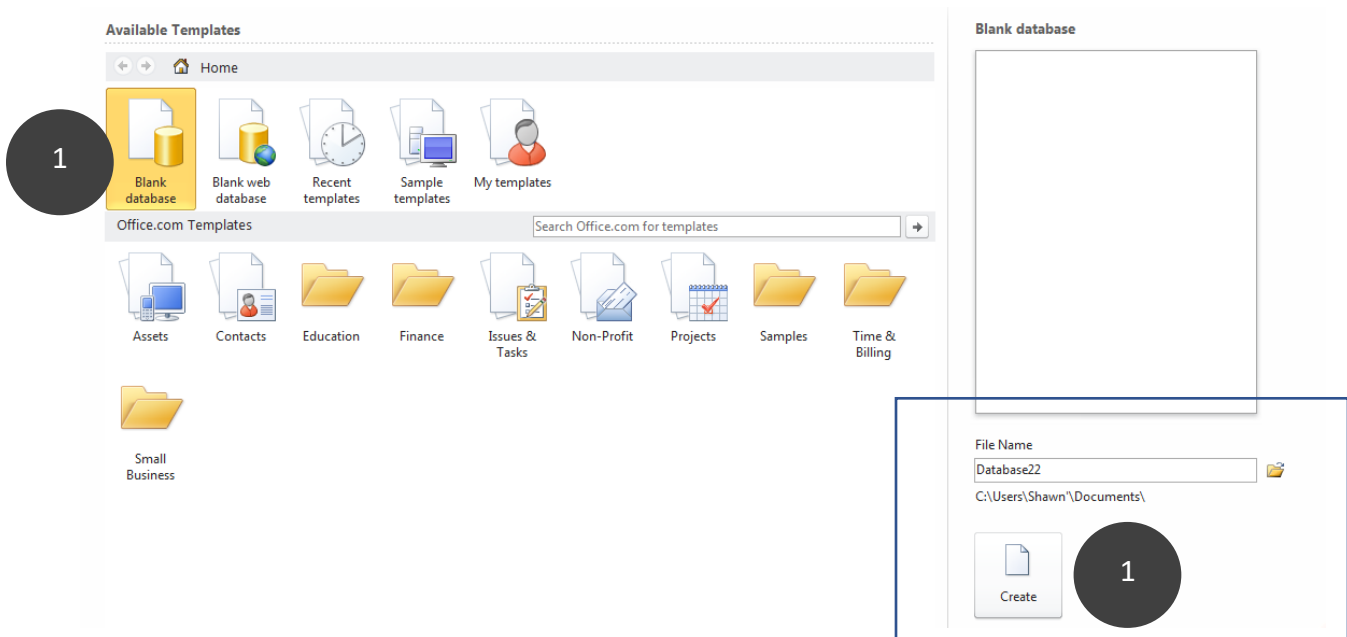 Available Templates
Home
1
Blank database
Blank web database
Recent templates
Sample templates
My templates
Office.com Templates
Search Office.com for templates
Assets
Contacts
Education
Finance
Issues & Tasks
Non-Profit
Projects
Samples
Time & Billing
Small Business
Blank database
File Name
Database22
C:\Users\Shawn'\Documents\
Create
1